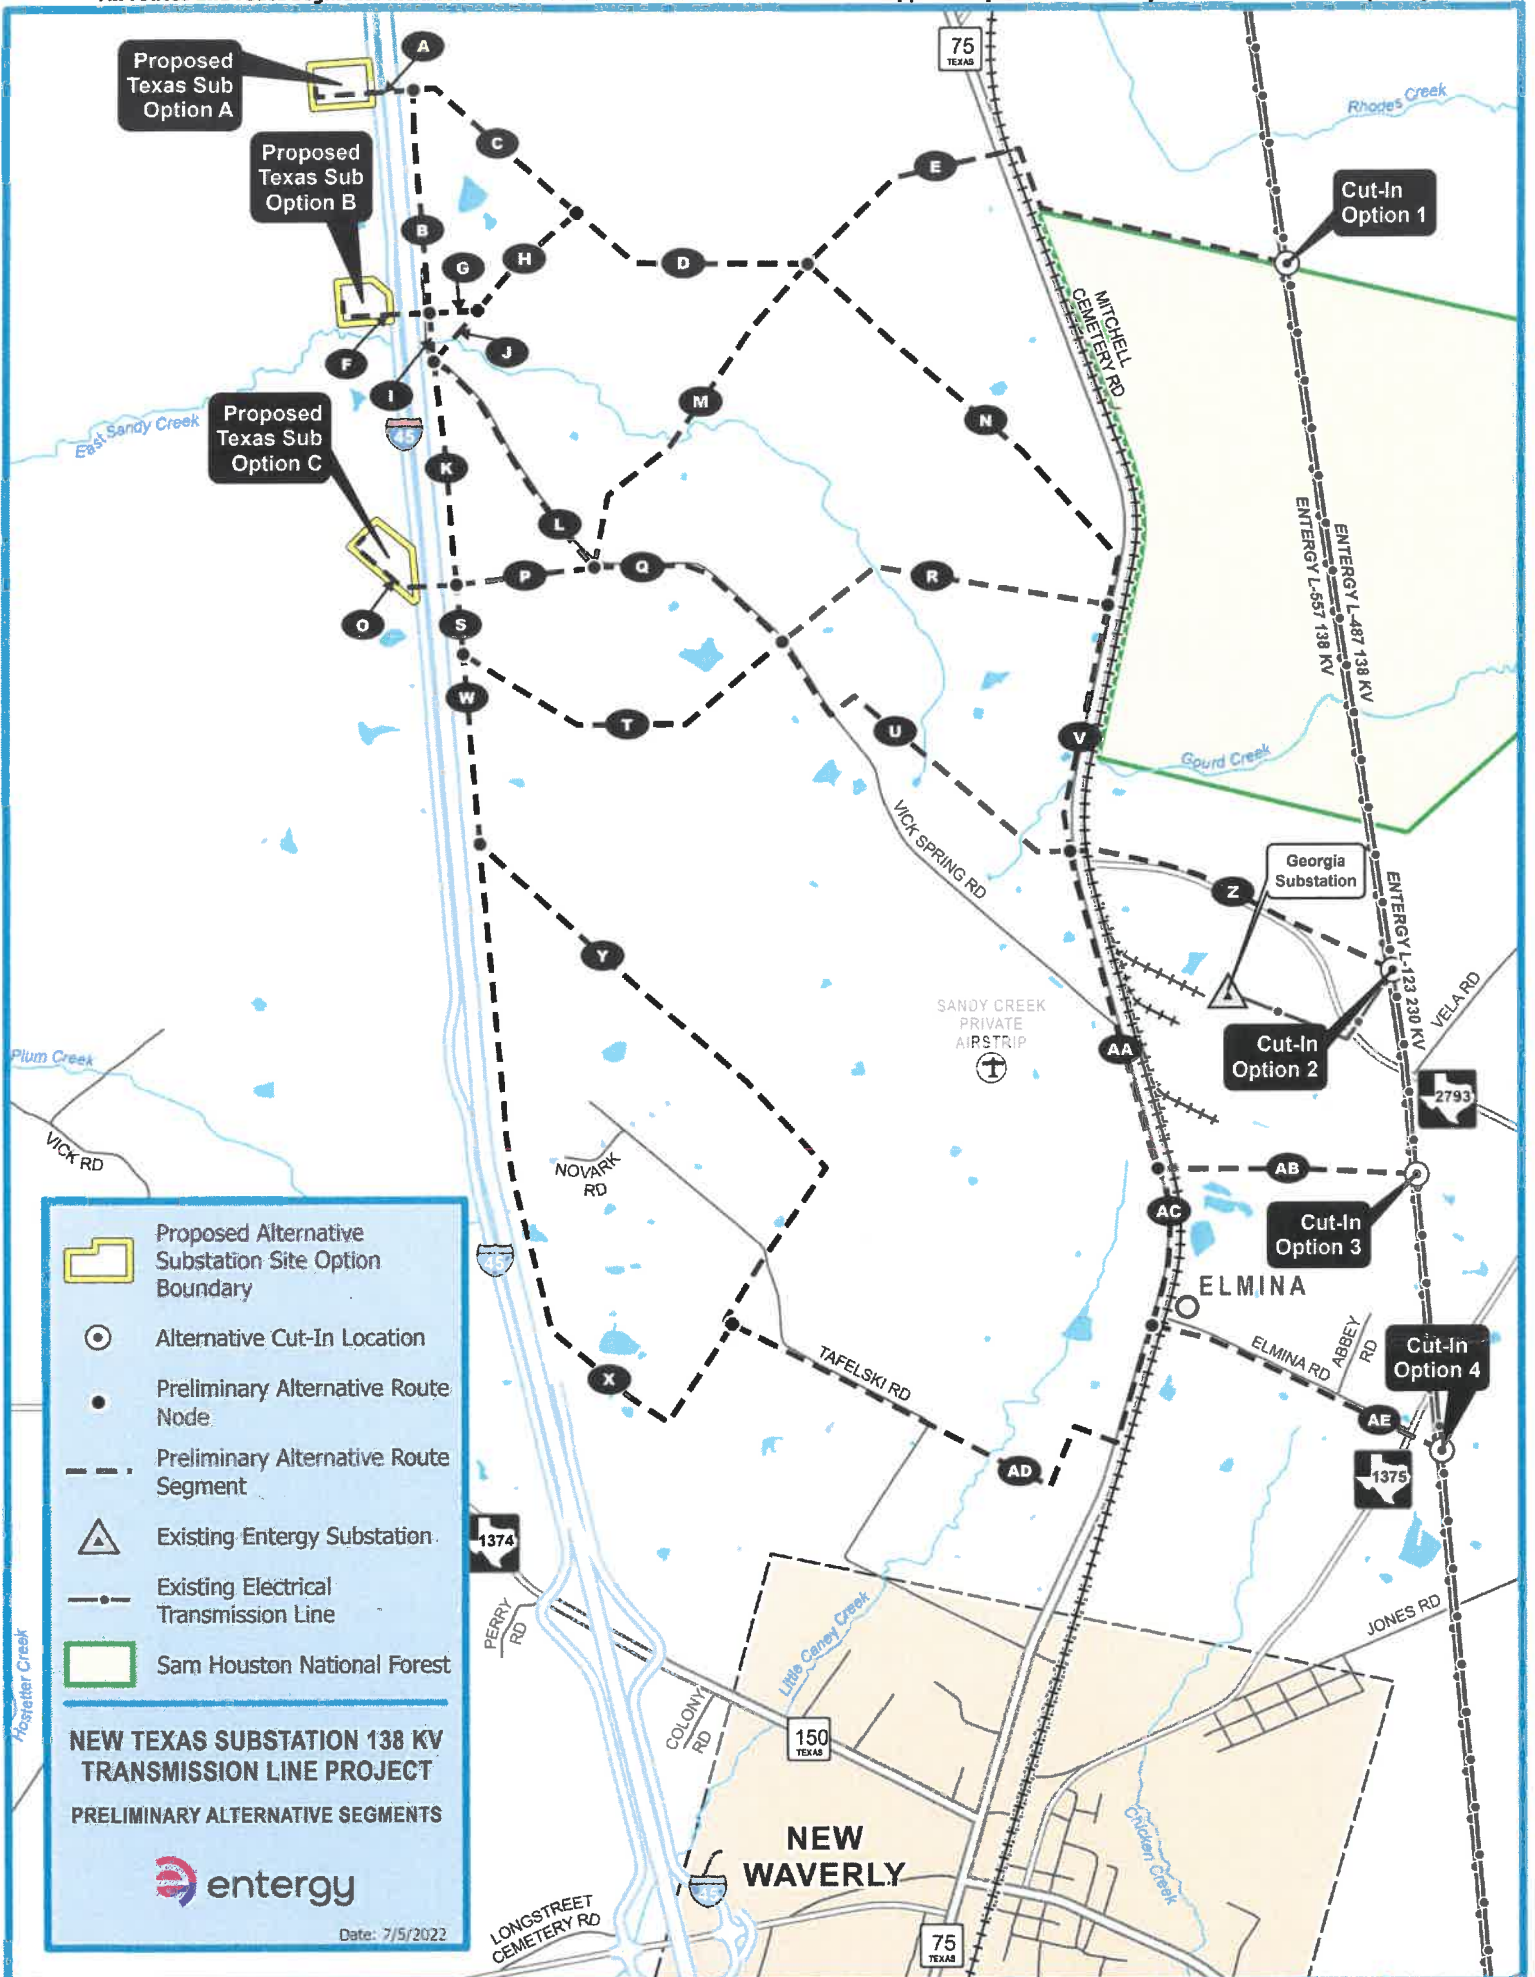 75
TEXAS
A
Proposed
Texas Sub
Option A
Rhodes Creek
C
Proposed
Texas Sub
Option B
E
Cut-In
Option 1
B
H
G
D
MITCHELL
CEMETERY RD
F
J
I
East Sandy Creek
45
Proposed
Texas Sub
Option C
M
N
K
L
ENTERGY L-487 138 KV
ENTERGY L-557 138 KV
P
Q
R
O
S
W
T
U
V
Gourd Creek
VICK SPRING RD
Georgia
Substation
Z
ENTERGY L-123 230 KV
Y
VELA RD
SANDY CREEK
PRIVATE
AIRSTRIP
AA
Cut-In
Option 2
Plum Creek
2793
VICK RD
NOVARK
RD
AB
AC
Cut-In
Option 3
45
ELMINA
ELMINA RD
ABBEY
RD
Cut-In
Option 4
TAFELSKI RD
X
AE
AD
1375
1374
PERRY
RD
Little Caney Creek
JONES RD
Hostetter Creek
COLONY
RD
150
TEXAS
Chicken Creek
NEW
WAVERLY
45
LONGSTREET
CEMETERY RD
75
TEXAS
Proposed Alternative
Substation Site Option
Boundary
Alternative Cut-In Location
Preliminary Alternative Route
Node
Preliminary Alternative Route
Segment
Existing Entergy Substation
Existing Electrical
Transmission Line
Sam Houston National Forest
NEW TEXAS SUBSTATION 138 KV
TRANSMISSION LINE PROJECT
PRELIMINARY ALTERNATIVE SEGMENTS
entergy
Date: 7/5/2022